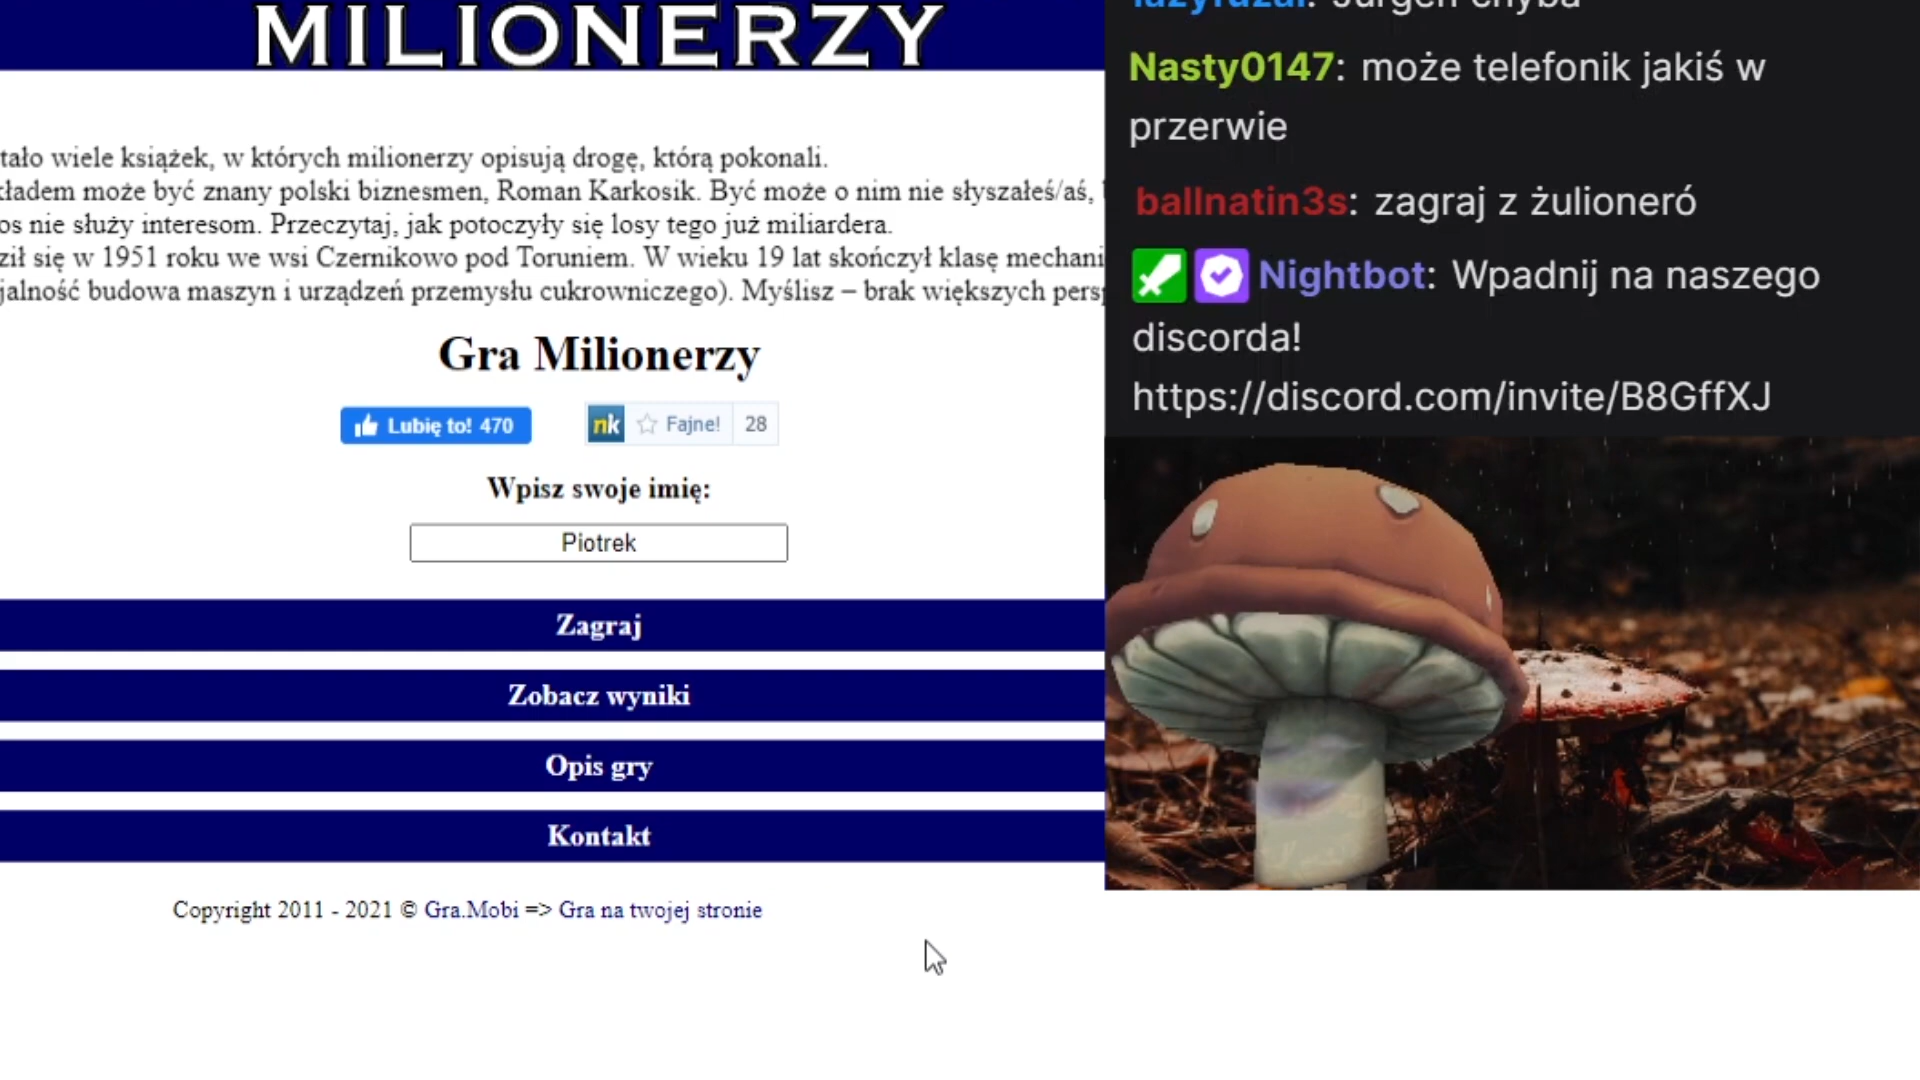 MILIONERZY
tało wiele książek, w których milionerzy opisują drogę, którą pokonali.
kładem może być znany polski biznesmen, Roman Karkosik. Być może o nim nie słyszałeś/aś,
os nie służy interesom. Przeczytaj, jak potoczyły się losy tego już miliardera.
ził się w 1951 roku we wsi Czernikowo pod Toruniem. W wieku 19 lat skończył klasę mechani
jalność budowa maszyn i urządzeń przemysłu cukrowniczego). Myślisz – brak większych persp
Gra Milionerzy
Lubię to! 470
nk Fajne! 28
Wpisz swoje imię:
Piotrek
Zagraj
Zobacz wyniki
Opis gry
Kontakt
Copyright 2011 - 2021 © Gra.Mobi => Gra na twojej stronie
Nasty0147: może telefonik jakiś w
przerwie
ballnatin3s: zagraj z żulioneró
Nightbot: Wpadnij na naszego
discorda!
https://discord.com/invite/B8GffXJ